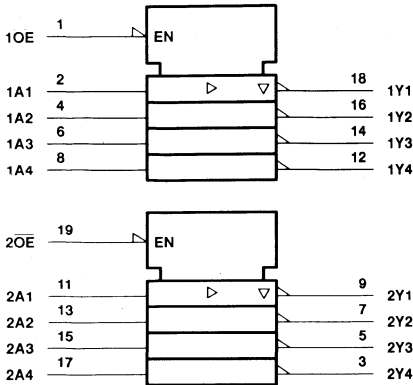 1OE 1 EN
1A1 2 18 1Y1
1A2 4 16 1Y2
1A3 6 14 1Y3
1A4 8 12 1Y4
2O̅E̅ 19 EN
2A1 11 9 2Y1
2A2 13 7 2Y2
2A3 15 5 2Y3
2A4 17 3 2Y4